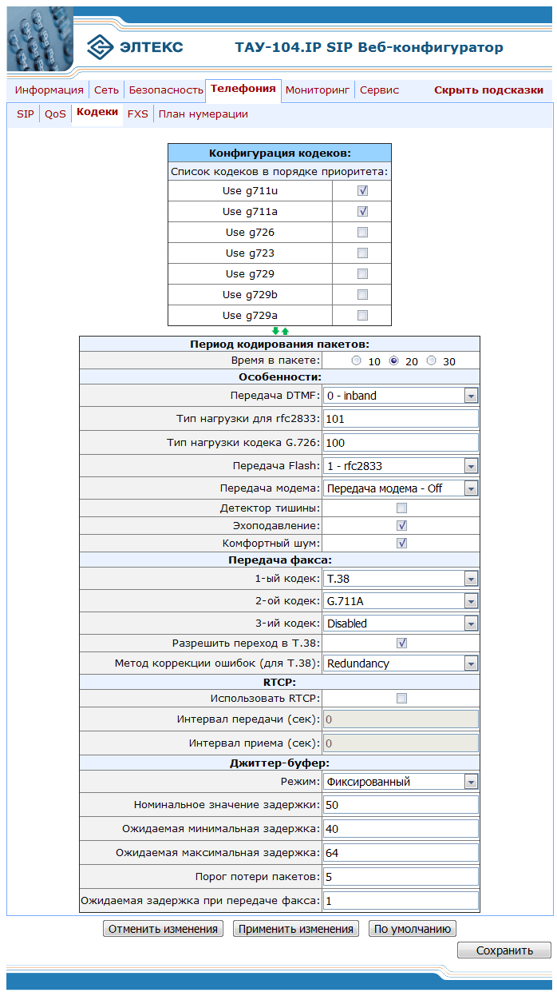 ЭЛТЕКС ТАУ-104.IP SIP Веб-конфигуратор
Информация Сеть Безопасность Телефония Мониторинг Сервис Скрыть подсказки
SIP QoS Кодеки FXS План нумерации
Конфигурация кодеков:
Список кодеков в порядке приоритета:
Use g711u
Use g711a
Use g726
Use g723
Use g729
Use g729b
Use g729a
Период кодирования пакетов:
Время в пакете: 10 20 30
Особенности:
Передача DTMF: 0 - inband
Тип нагрузки для rfc2833: 101
Тип нагрузки кодека G.726: 100
Передача Flash: 1 - rfc2833
Передача модема: Передача модема - Off
Детектор тишины:
Эхоподавление:
Комфортный шум:
Передача факса:
1-ый кодек: T.38
2-ой кодек: G.711A
3-ий кодек: Disabled
Разрешить переход в T.38:
Метод коррекции ошибок (для T.38): Redundancy
RTCP:
Использовать RTCP:
Интервал передачи (сек): 0
Интервал приема (сек): 0
Джиттер-буфер:
Режим: Фиксированный
Номинальное значение задержки: 50
Ожидаемая минимальная задержка: 40
Ожидаемая максимальная задержка: 64
Порог потери пакетов: 5
Ожидаемая задержка при передаче факса: 1
Отменить изменения Применить изменения По умолчанию
Сохранить